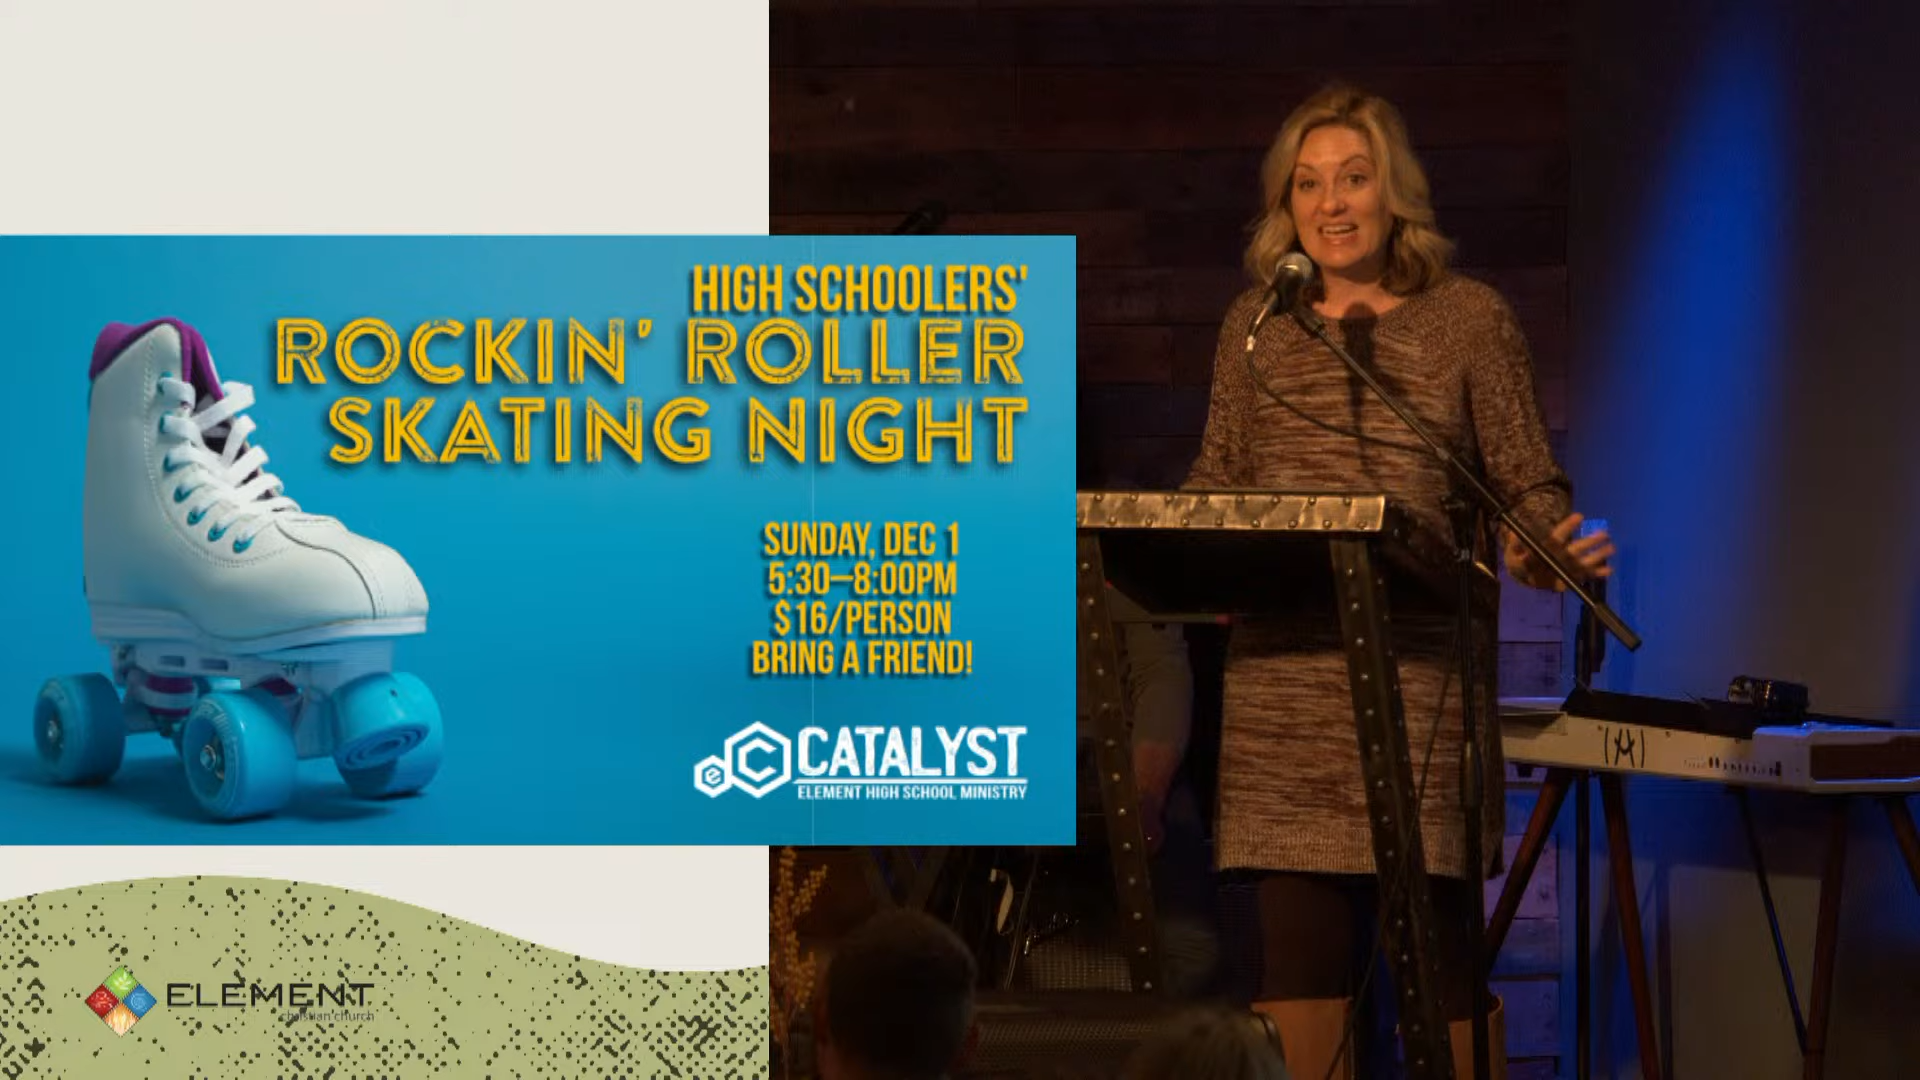 HIGH SCHOOLERS'
ROCKIN' ROLLER
SKATING NIGHT
SUNDAY, DEC 1
5:30–8:00PM
$16/PERSON
BRING A FRIEND!
e C CATALYST
ELEMENT HIGH SCHOOL MINISTRY
ELEMENT
christian church